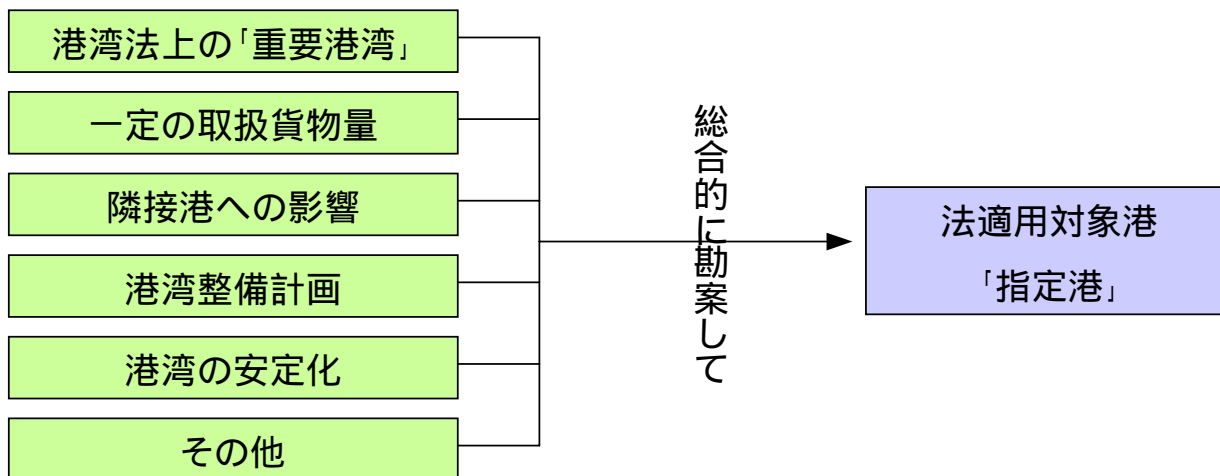 港湾法上の「重要港湾」
一定の取扱貨物量
隣接港への影響
港湾整備計画
港湾の安定化
その他
総合的に勘案して
法適用対象港
「指定港」